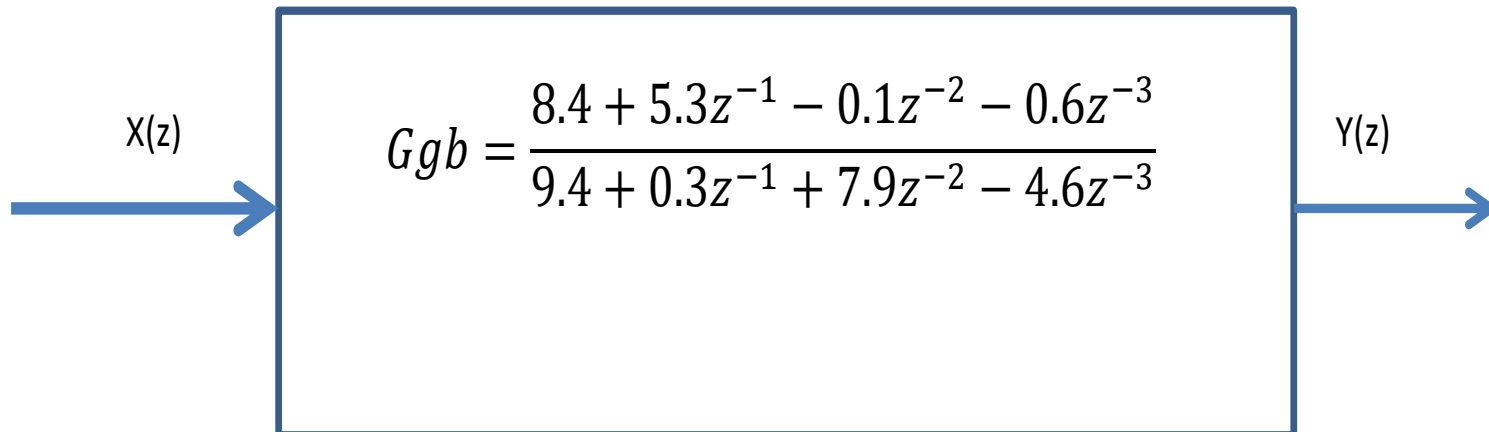 X(z)
Ggb = \frac{8.4 + 5.3z^{-1} - 0.1z^{-2} - 0.6z^{-3}}{9.4 + 0.3z^{-1} + 7.9z^{-2} - 4.6z^{-3}}
Y(z)